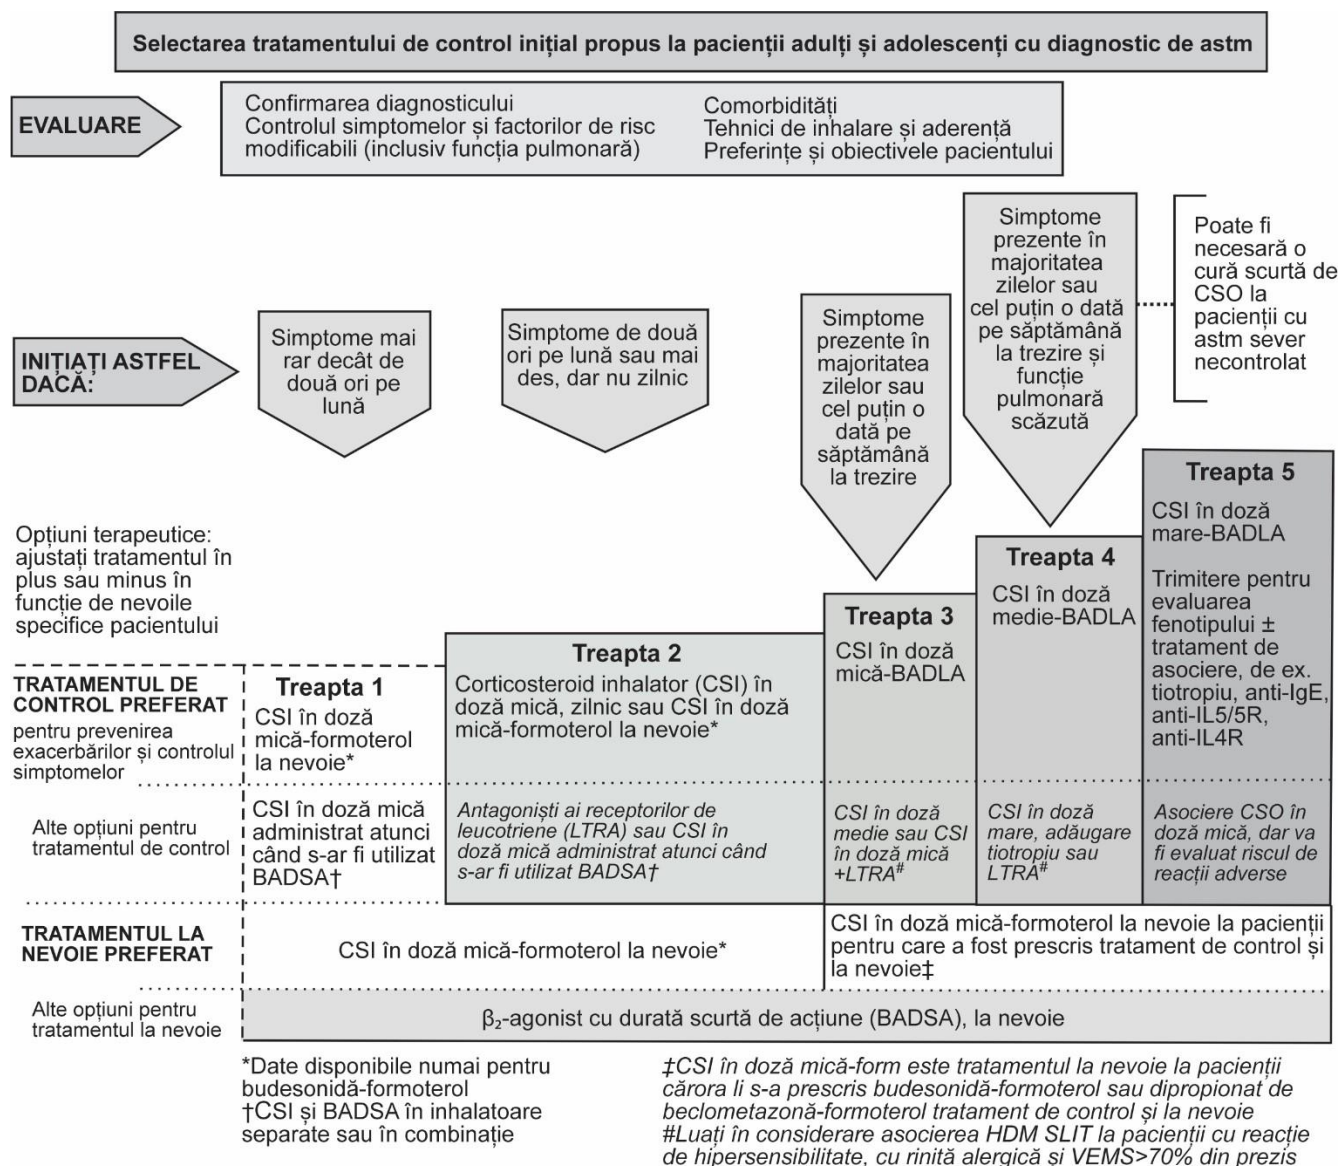 Selectarea tratamentului de control inițial propus la pacienții adulți și adolescenți cu diagnostic de astm
EVALUARE
Confirmarea diagnosticului
Controlul simptomelor și factorilor de risc
modificabili (inclusiv funcția pulmonară)
Comorbidități
Tehnici de inhalare și aderență
Preferințe și obiectivele pacientului
INIȚIAȚI ASTFEL
DACĂ:
Simptome mai
rar decât de
două ori pe
lună
Simptome de două
ori pe lună sau mai
des, dar nu zilnic
Simptome
prezente în
majoritatea
zilelor sau
cel puțin o
dată pe
săptămână
la trezire
Simptome
prezente în
majoritatea
zilelor sau
cel puțin o dată
pe săptămână
la trezire și
funcție
pulmonară
scăzută
Poate fi
necesară o
cură scurtă de
CSO la
pacienții cu
astm sever
necontrolat
Opțiuni terapeutice:
ajustați tratamentul în
plus sau minus în
funcție de nevoile
specifice pacientului
TRATAMENTUL DE
CONTROL PREFERAT
pentru prevenirea
exacerbărilor și controlul
simptomelor
Treapta 1
CSI în doză
mică-formoterol
la nevoie*
Treapta 2
Corticosteroid inhalator (CSI) în
doză mică, zilnic sau CSI în doză
mică-formoterol la nevoie*
Treapta 3
CSI în doză
mică-BADLA
Treapta 4
CSI în doză
medie-BADLA
Treapta 5
CSI în doză
mare-BADLA
Trimitere pentru
evaluarea
fenotipului ±
tratament de
asociere, de ex.
tiotropiu, anti-IgE,
anti-IL5/5R,
anti-IL4R
Alte opțiuni pentru
tratamentul de control
CSI în doză mică
administrat atunci
când s-ar fi utilizat
BADSA†
Antagoniști ai receptorilor de
leucotriene (LTRA) sau CSI în
doză mică administrat atunci când
s-ar fi utilizat BADSA†
CSI în doză
medie sau CSI
în doză mică
+LTRA#
CSI în doză
mare, adăugare
tiotropiu sau
LTRA#
Asociere CSO în
doză mică, dar va
fi evaluat riscul de
reacții adverse
TRATAMENTUL LA
NEVOIE PREFERAT
CSI în doză mică-formoterol la nevoie*
CSI în doză mică-formoterol la nevoie la pacienții
pentru care a fost prescris tratament de control și
la nevoie‡
Alte opțiuni pentru
tratamentul la nevoie
β₂-agonist cu durată scurtă de acțiune (BADSA), la nevoie
*Date disponibile numai pentru
budesonidă-formoterol
†CSI și BADSA în inhalatoare
separate sau în combinație
‡CSI în doză mică-form este tratamentul la nevoie la pacienții
cărora li s-a prescris budesonidă-formoterol sau dipropionat de
beclometazonă-formoterol tratament de control și la nevoie
#Luați în considerare asocierea HDM SLIT la pacienții cu reacție
de hipersensibilitate, cu rinită alergică și VEMS>70% din prezis